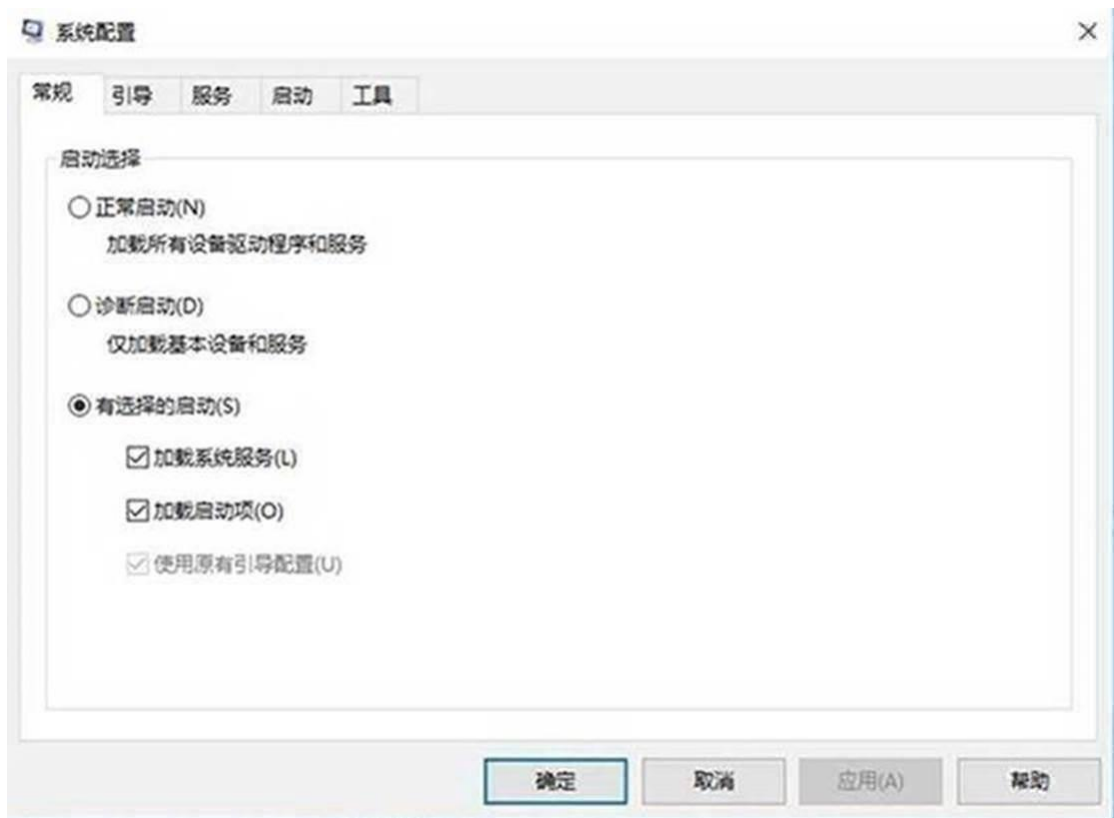 系统配置
常规 引导 服务 启动 工具
启动选择
正常启动(N)
加载所有设备驱动程序和服务
诊断启动(D)
仅加载基本设备和服务
有选择的启动(S)
加载系统服务(L)
加载启动项(O)
使用原有引导配置(U)
确定 取消 应用(A) 帮助